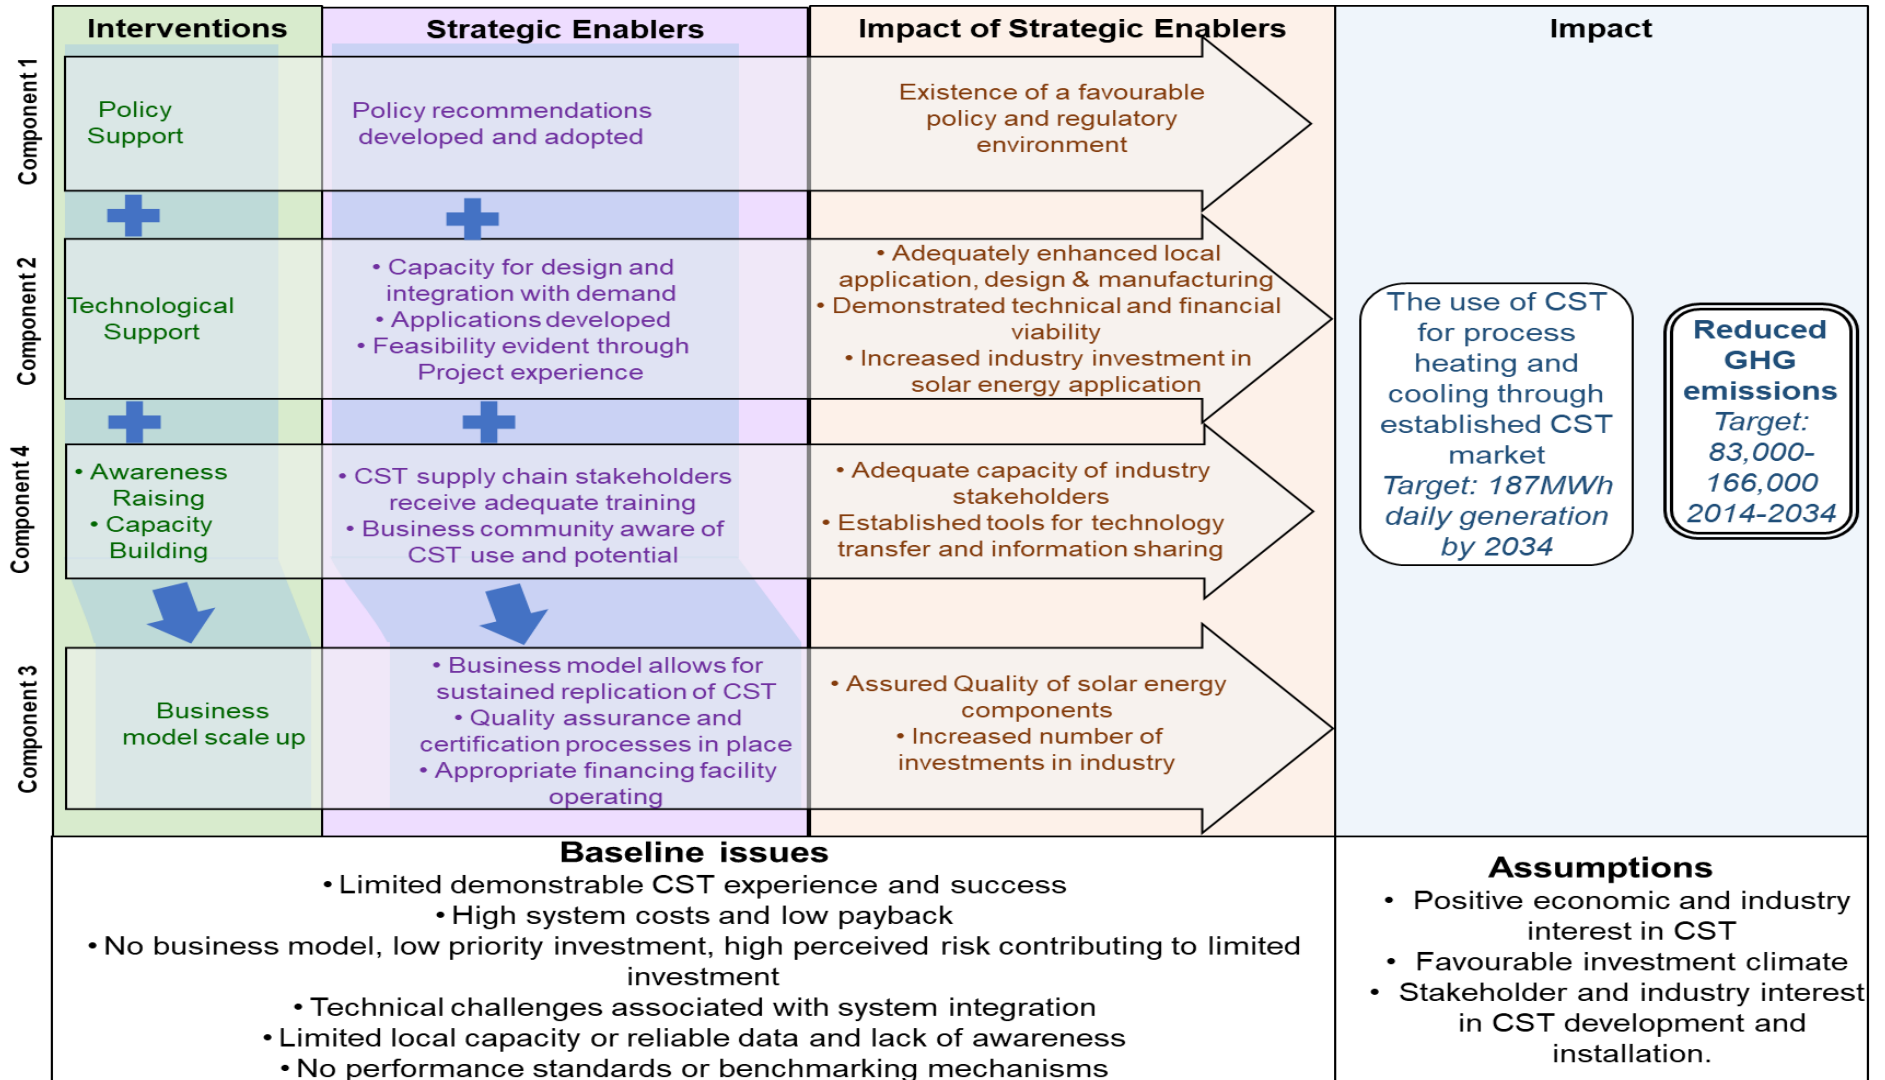 Interventions
Strategic Enablers
Impact of Strategic Enablers
Impact
Component 1
Policy
Support
Policy recommendations
developed and adopted
Existence of a favourable
policy and regulatory
environment
Component 2
Technological
Support
• Capacity for design and
integration with demand
• Applications developed
• Feasibility evident through
Project experience
• Adequately enhanced local
application, design & manufacturing
• Demonstrated technical and financial
viability
• Increased industry investment in
solar energy application
Component 4
• Awareness
Raising
• Capacity
Building
• CST supply chain stakeholders
receive adequate training
• Business community aware of
CST use and potential
• Adequate capacity of industry
stakeholders
• Established tools for technology
transfer and information sharing
Component 3
Business
model scale up
• Business model allows for
sustained replication of CST
• Quality assurance and
certification processes in place
• Appropriate financing facility
operating
• Assured Quality of solar energy
components
• Increased number of
investments in industry
The use of CST
for process
heating and
cooling through
established CST
market
Target: 187MWh
daily generation
by 2034
Reduced
GHG
emissions
Target:
83,000-
166,000
2014-2034
Baseline issues
• Limited demonstrable CST experience and success
• High system costs and low payback
• No business model, low priority investment, high perceived risk contributing to limited
investment
• Technical challenges associated with system integration
• Limited local capacity or reliable data and lack of awareness
• No performance standards or benchmarking mechanisms
Assumptions
• Positive economic and industry
interest in CST
• Favourable investment climate
• Stakeholder and industry interest
in CST development and
installation.